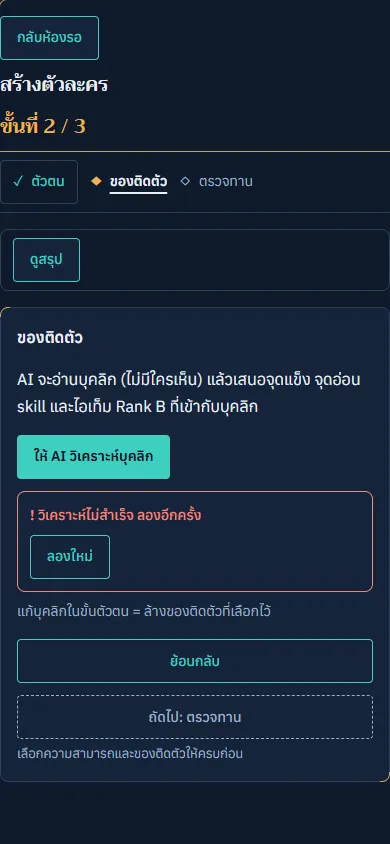 กลับห้องรอ
สร้างตัวละคร
ขั้นที่ 2 / 3
✓ ตัวตน ◆ ของติดตัว ◇ ตรวจทาน
ดูสรุป
ของติดตัว
AI จะอ่านบุคลิก (ไม่มีใครเห็น) แล้วเสนอจุดแข็ง จุดอ่อน
skill และไอเท็ม Rank B ที่เข้ากับบุคลิก
ให้ AI วิเคราะห์บุคลิก
! วิเคราะห์ไม่สำเร็จ ลองอีกครั้ง
ลองใหม่
แก้บุคลิกในขั้นตัวตน = ล้างของติดตัวที่เลือกไว้
ย้อนกลับ
ถัดไป: ตรวจทาน
เลือกความสามารถและของติดตัวให้ครบก่อน